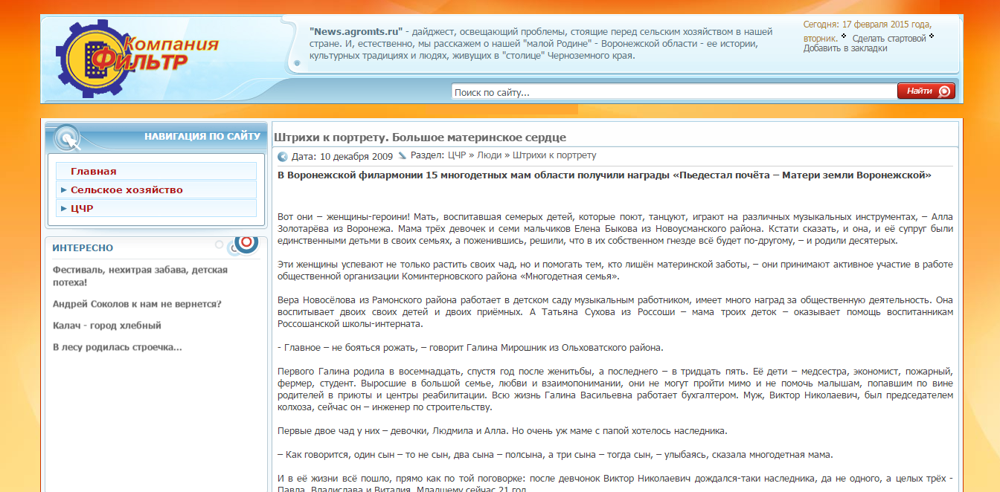 Компания
Фильтр
"News.agromts.ru" - дайджест, освещающий проблемы, стоящие перед сельским хозяйством в нашей
стране. И, естественно, мы расскажем о нашей "малой Родине" - Воронежской области - ее истории,
культурных традициях и людях, живущих в "столице" Черноземного края.
Сегодня: 17 февраля 2015 года,
вторник. Сделать стартовой
Добавить в закладки
Поиск по сайту...
Найти
НАВИГАЦИЯ ПО САЙТУ
Главная
Сельское хозяйство
ЦЧР
ИНТЕРЕСНО
Фестиваль, нехитрая забава, детская
потеха!
Андрей Соколов к нам не вернется?
Калач - город хлебный
В лесу родилась строечка...
Штрихи к портрету. Большое материнское сердце
Дата: 10 декабря 2009 Раздел: ЦЧР » Люди » Штрихи к портрету
В Воронежской филармонии 15 многодетных мам области получили награды «Пьедестал почёта – Матери земли Воронежской»
Вот они – женщины-героини! Мать, воспитавшая семерых детей, которые поют, танцуют, играют на различных музыкальных инструментах, – Алла
Золотарёва из Воронежа. Мама трёх девочек и семи мальчиков Елена Быкова из Новоусманского района. Кстати сказать, и она, и её супруг были
единственными детьми в своих семьях, а поженившись, решили, что в их собственном гнезде всё будет по-другому, – и родили десятерых.
Эти женщины успевают не только растить своих чад, но и помогать тем, кто лишён материнской заботы, – они принимают активное участие в работе
общественной организации Коминтерновского района «Многодетная семья».
Вера Новосёлова из Рамонского района работает в детском саду музыкальным работником, имеет много наград за общественную деятельность. Она
воспитывает двоих своих детей и двоих приёмных. А Татьяна Сухова из Россоши – мама троих деток – оказывает помощь воспитанникам
Россошанской школы-интерната.
- Главное – не бояться рожать, – говорит Галина Мирошник из Ольховатского района.
Первого Галина родила в восемнадцать, спустя год после женитьбы, а последнего – в тридцать пять. Её дети – медсестра, экономист, пожарный,
фермер, студент. Выросшие в большой семье, любви и взаимопонимании, они не могут пройти мимо и не помочь малышам, попавшим по вине
родителей в приюты и центры реабилитации. Всю жизнь Галина Васильевна работает бухгалтером. Муж, Виктор Николаевич, был председателем
колхоза, сейчас он – инженер по строительству.
Первые двое чад у них – девочки, Людмила и Алла. Но очень уж маме с папой хотелось наследника.
– Как говорится, один сын – то не сын, два сына – полсына, а три сына – тогда сын, – улыбаясь, сказала многодетная мама.
И в её жизни всё пошло, прямо как по той поговорке: после девчонок Виктор Николаевич дождался-таки наследника, да не одного, а целых трёх -
Павла, Владислава и Виталия. Младшему сейчас 21 год.